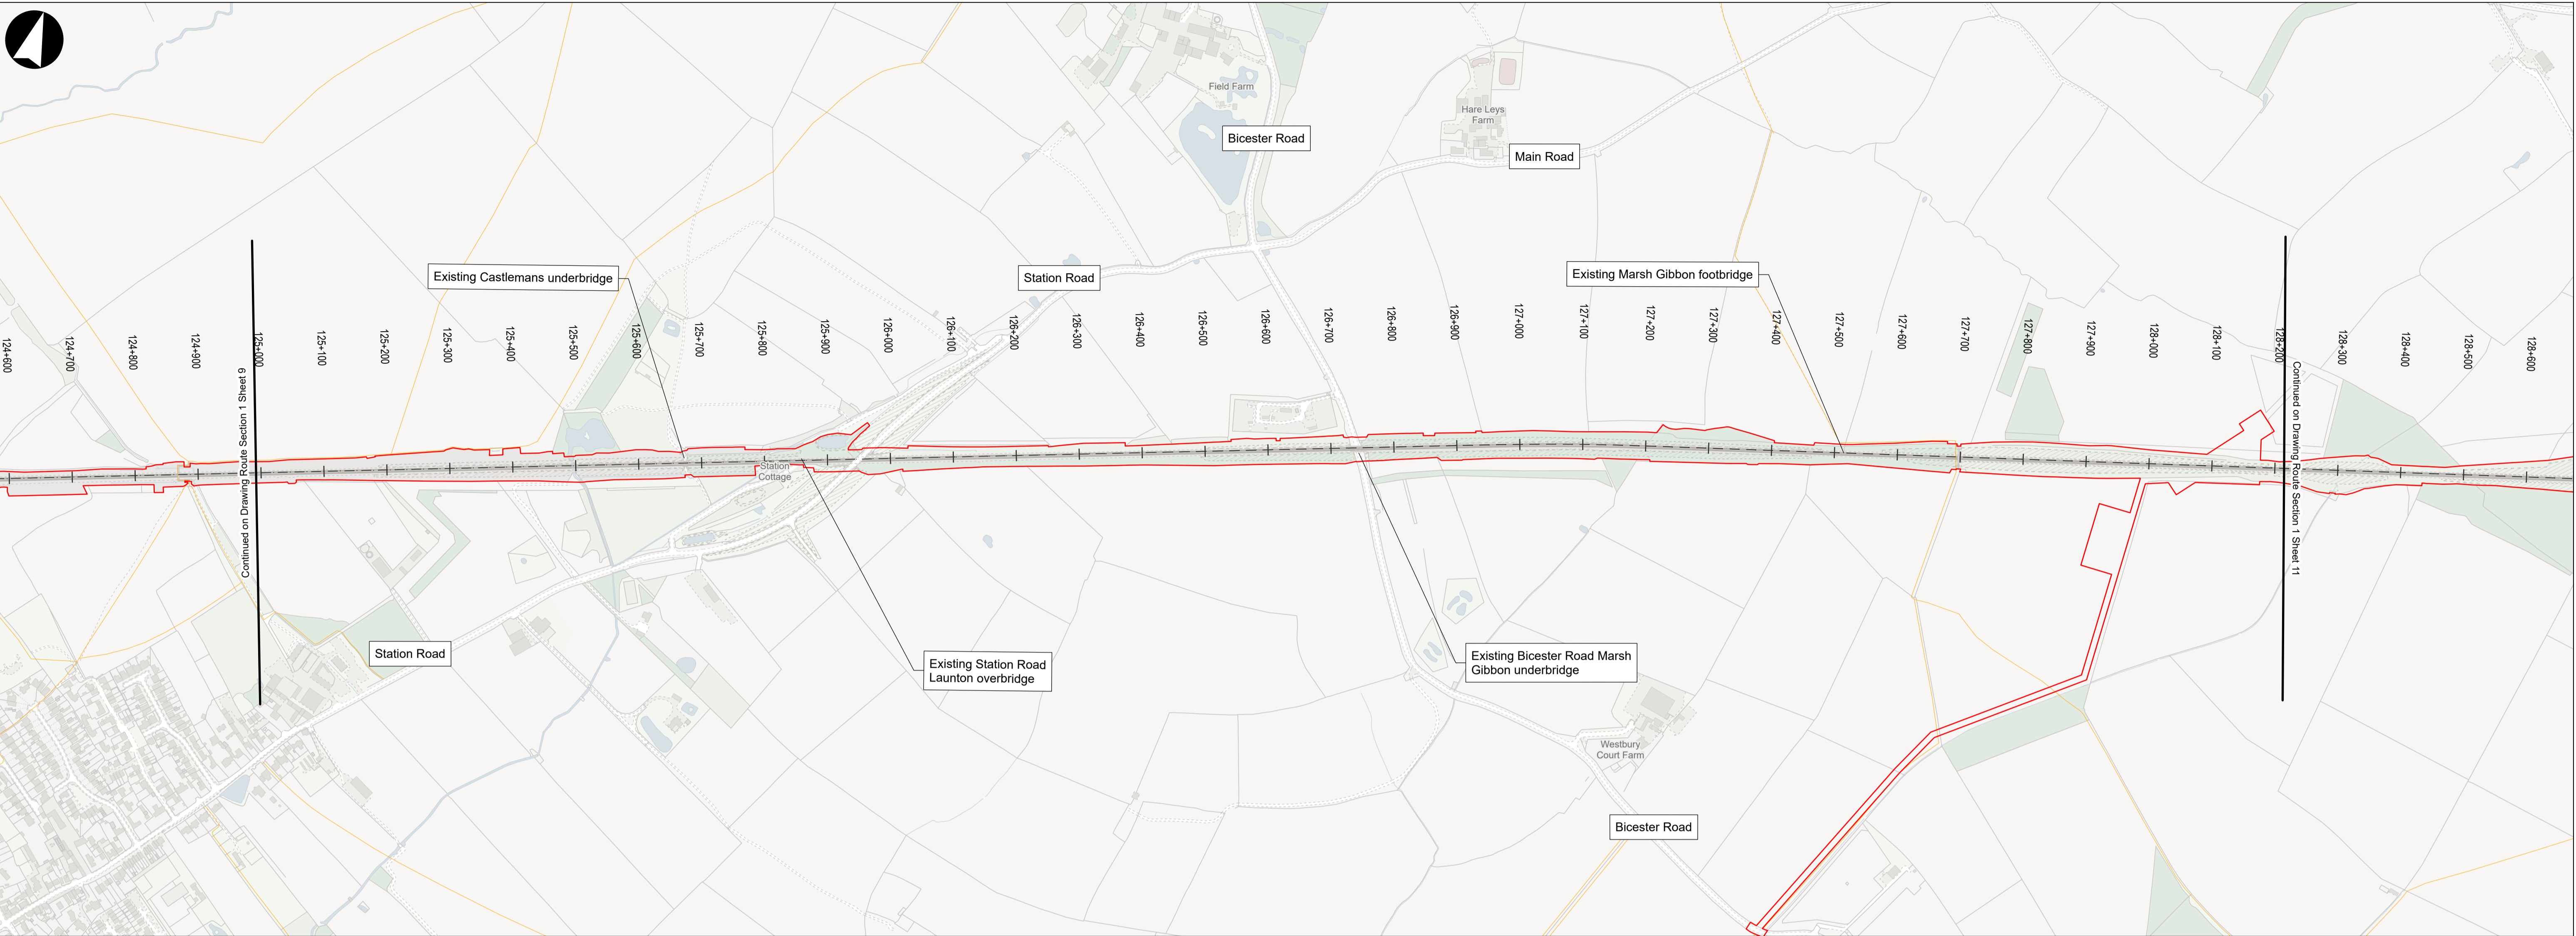 Field Farm
Bicester Road
Hare Leys
Farm
Main Road
Existing Castlemans underbridge
Station Road
Existing Marsh Gibbon footbridge
124+600
124+700
124+800
124+900
125+000
125+100
125+200
125+300
125+400
125+500
125+600
125+700
125+800
125+900
126+000
126+100
126+200
126+300
126+400
126+500
126+600
126+700
126+800
126+900
127+000
127+100
127+200
127+300
127+400
127+500
127+600
127+700
127+800
127+900
128+000
128+100
128+200
128+300
128+400
128+500
128+600
Continued on Drawing Route Section 1 Sheet 9
Continued on Drawing Route Section 1 Sheet 11
Station
Cottage
Station Road
Existing Station Road
Launton overbridge
Existing Bicester Road Marsh
Gibbon underbridge
Westbury
Court Farm
Bicester Road